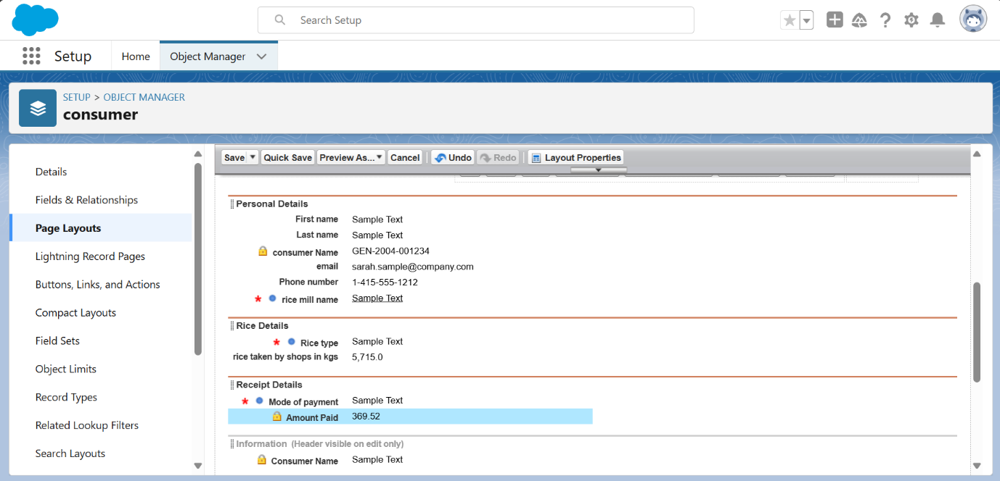 Search Setup
Setup
Home
Object Manager
SETUP > OBJECT MANAGER
consumer
Details
Fields & Relationships
Page Layouts
Lightning Record Pages
Buttons, Links, and Actions
Compact Layouts
Field Sets
Object Limits
Record Types
Related Lookup Filters
Search Layouts
Save Quick Save Preview As... Cancel Undo Redo Layout Properties
Personal Details
First name Sample Text
Last name Sample Text
consumer Name GEN-2004-001234
email sarah.sample@company.com
Phone number 1-415-555-1212
* rice mill name Sample Text
Rice Details
* Rice type Sample Text
rice taken by shops in kgs 5,715.0
Receipt Details
* Mode of payment Sample Text
Amount Paid 369.52
Information (Header visible on edit only)
Consumer Name Sample Text